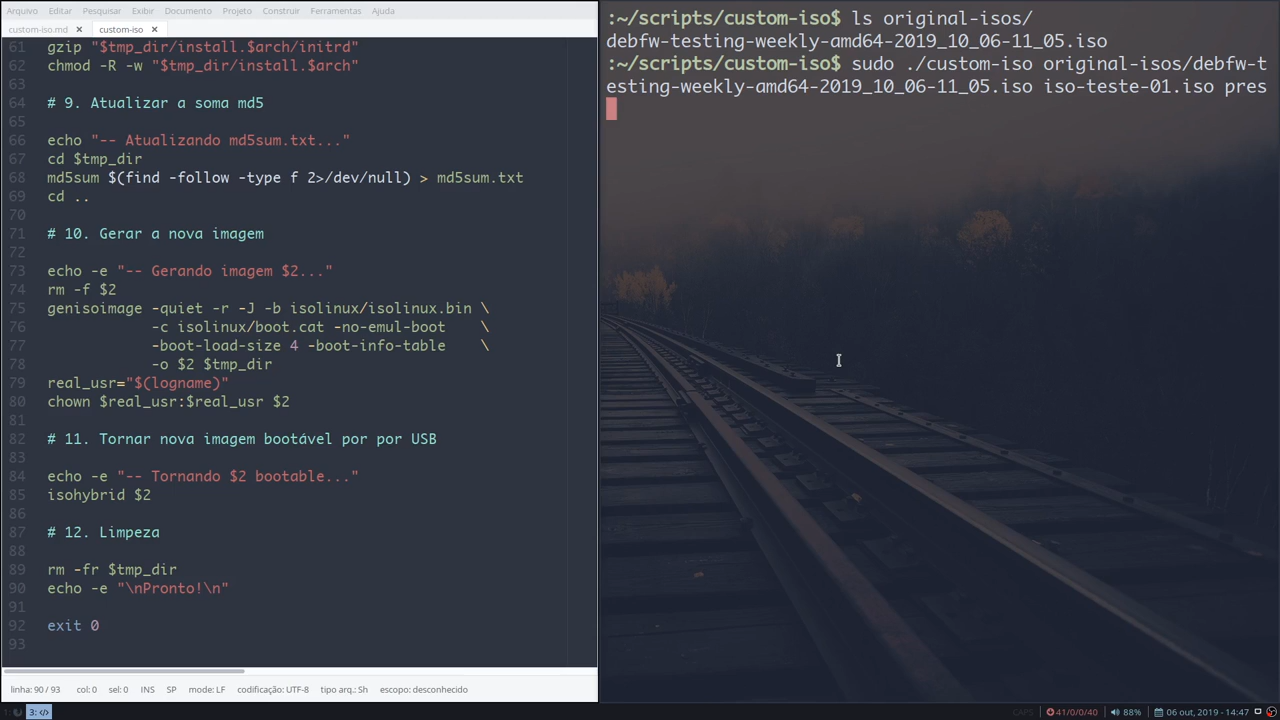 Arquivo Editar Pesquisar Exibir Documento Projeto Construir Ferramentas Ajuda
custom-iso.md custom-iso
61 gzip "$tmp_dir/install.$arch/initrd"
62 chmod -R -w "$tmp_dir/install.$arch"
63
64 # 9. Atualizar a soma md5
65
66 echo "-- Atualizando md5sum.txt..."
67 cd $tmp_dir
68 md5sum $(find -follow -type f 2>/dev/null) > md5sum.txt
69 cd ..
70
71 # 10. Gerar a nova imagem
72
73 echo -e "-- Gerando imagem $2..."
74 rm -f $2
75 genisoimage -quiet -r -J -b isolinux/isolinux.bin \
76 -c isolinux/boot.cat -no-emul-boot \
77 -boot-load-size 4 -boot-info-table \
78 -o $2 $tmp_dir
79 real_usr="$(logname)"
80 chown $real_usr:$real_usr $2
81
82 # 11. Tornar nova imagem bootável por por USB
83
84 echo -e "-- Tornando $2 bootable..."
85 isohybrid $2
86
87 # 12. Limpeza
88
89 rm -fr $tmp_dir
90 echo -e "\nPronto!\n"
91
92 exit 0
93
linha: 90 / 93 col: 0 sel: 0 INS SP mode: LF codificação: UTF-8 tipo arq.: Sh escopo: desconhecido
:~/scripts/custom-iso$ ls original-isos/
debfw-testing-weekly-amd64-2019_10_06-11_05.iso
:~/scripts/custom-iso$ sudo ./custom-iso original-isos/debfw-t
esting-weekly-amd64-2019_10_06-11_05.iso iso-teste-01.iso pres
1: 3: </> CAPS 41/0/0/40 88% 06 out, 2019 - 14:47